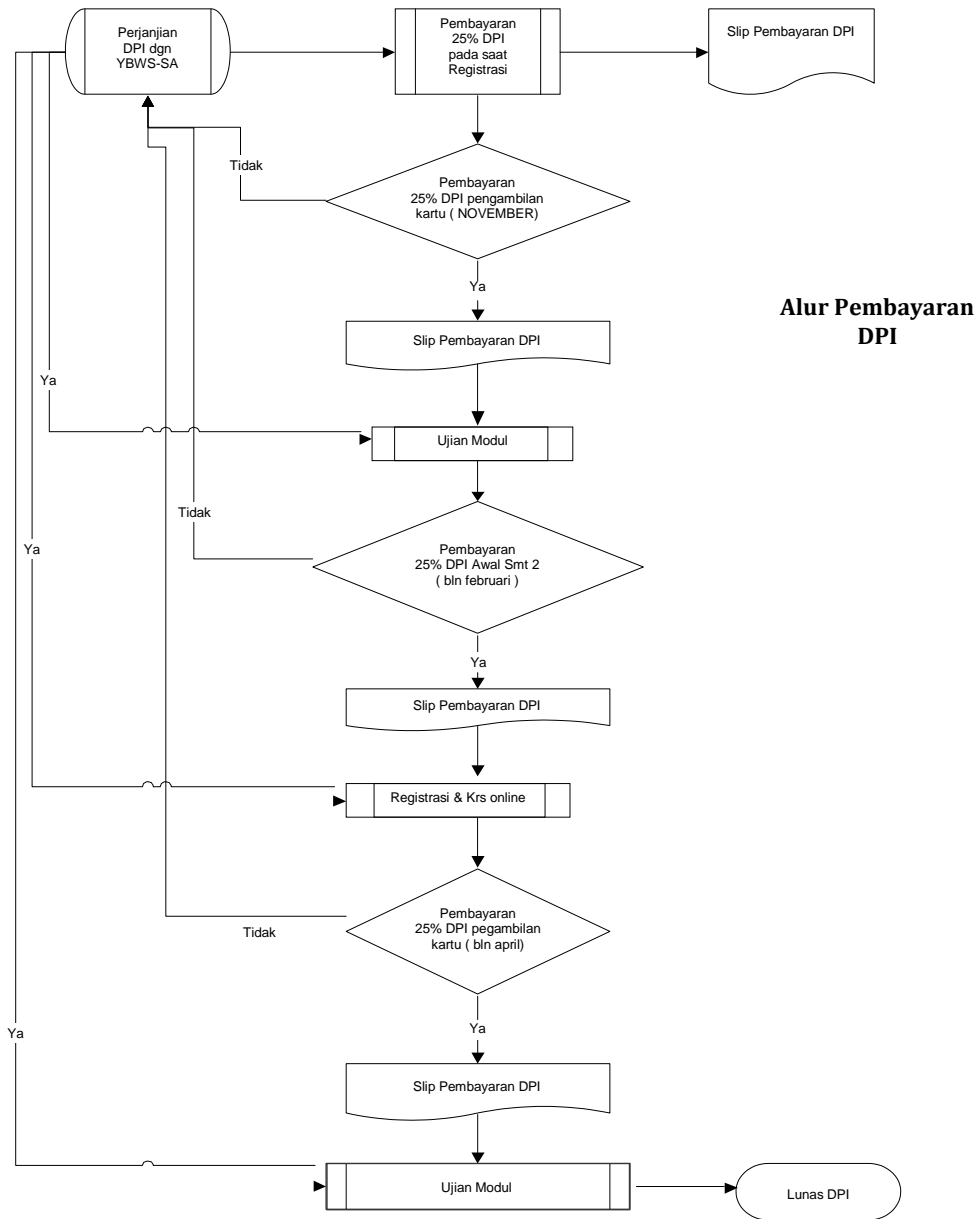 Perjanjian
DPI dgn
YBWS-SA
Pembayaran
25% DPI
pada saat
Registrasi
Slip Pembayaran DPI
Tidak
Pembayaran
25% DPI pengambilan
kartu ( NOVEMBER)
Ya
Alur Pembayaran
DPI
Slip Pembayaran DPI
Ya
Ujian Modul
Tidak
Ya
Pembayaran
25% DPI Awal Smt 2
( bln februari )
Ya
Slip Pembayaran DPI
Registrasi & Krs online
Pembayaran
25% DPI pegambilan
kartu ( bln april)
Tidak
Ya
Ya
Slip Pembayaran DPI
Ujian Modul
Lunas DPI